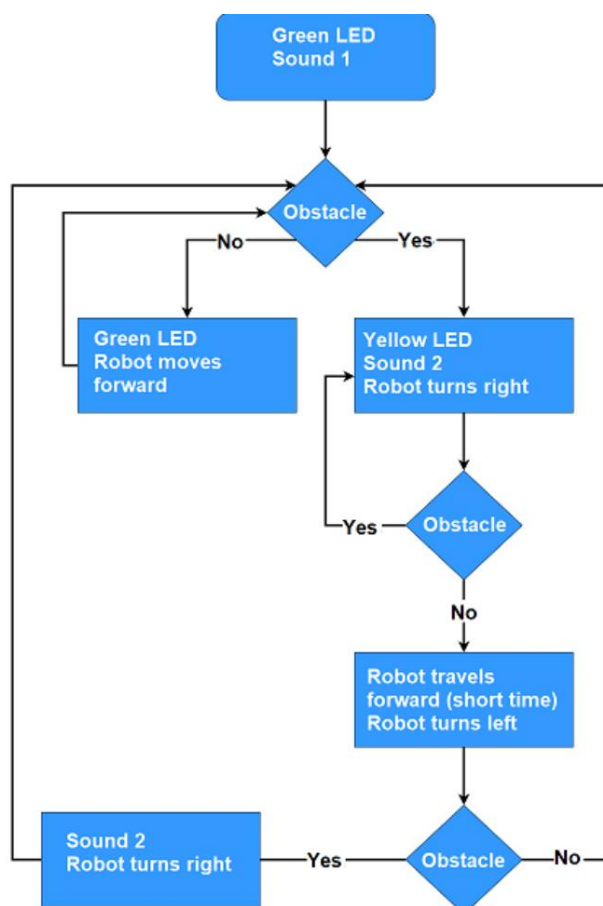 Green LED
Sound 1
Obstacle
No
Yes
Green LED
Robot moves
forward
Yellow LED
Sound 2
Robot turns right
Yes
Obstacle
No
Robot travels
forward (short time)
Robot turns left
Sound 2
Robot turns right
Yes
Obstacle
No